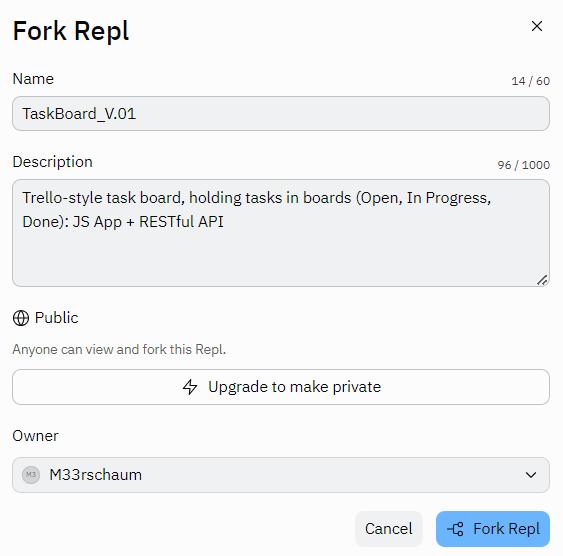 Fork Repl
Name
14 / 60
TaskBoard_V.01
Description
96 / 1000
Trello-style task board, holding tasks in boards (Open, In Progress,
Done): JS App + RESTful API
Public
Anyone can view and fork this Repl.
Upgrade to make private
Owner
M3 M33rschaum
Cancel
Fork Repl